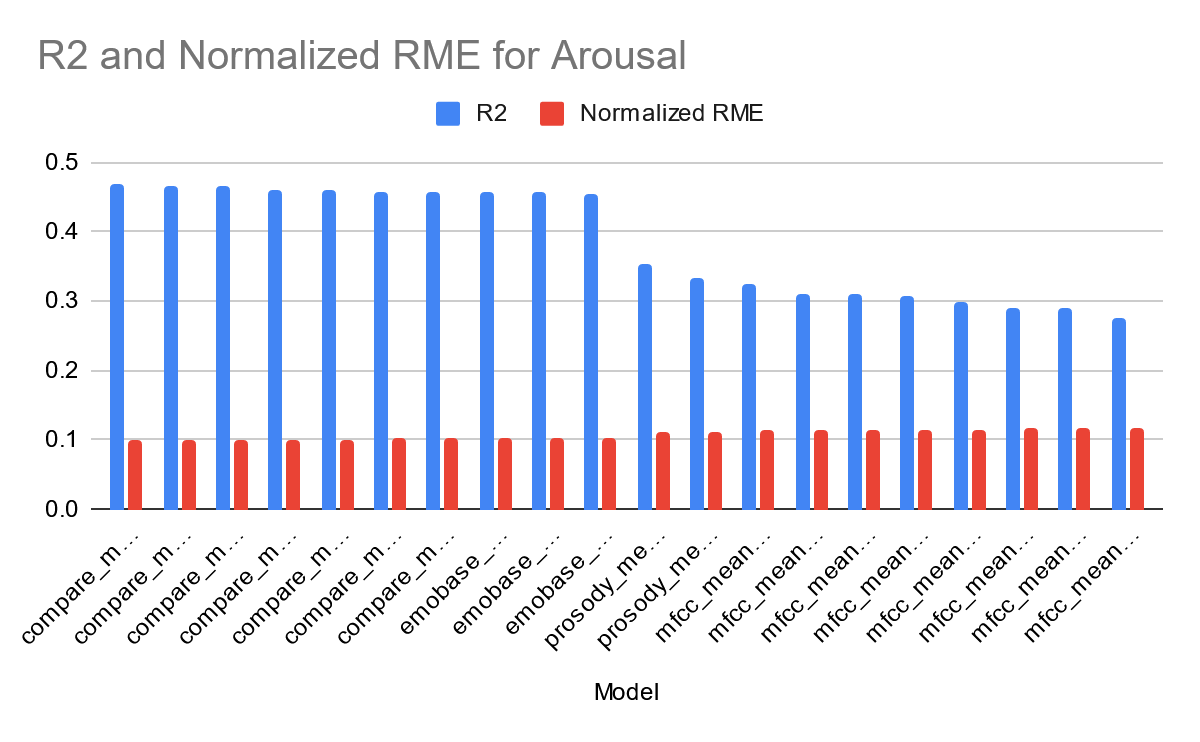 R2 and Normalized RME for Arousal
R2
Normalized RME
0.5
0.4
0.3
0.2
0.1
0.0
compare_m…
compare_m…
compare_m…
compare_m…
compare_m…
compare_m…
compare_m…
emobase_…
emobase_…
emobase_…
prosody_me…
prosody_me…
mfcc_mean…
mfcc_mean…
mfcc_mean…
mfcc_mean…
mfcc_mean…
mfcc_mean…
mfcc_mean…
mfcc_mean…
Model